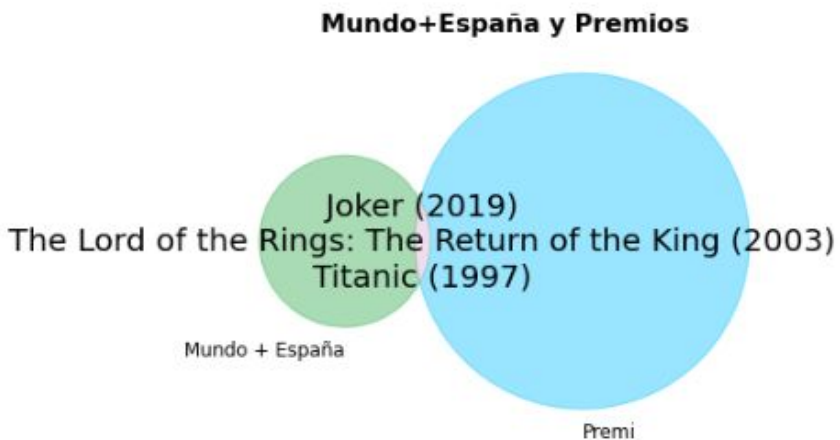 Mundo+España y Premios
Joker (2019)
The Lord of the Rings: The Return of the King (2003)
Titanic (1997)
Mundo + España
Premi